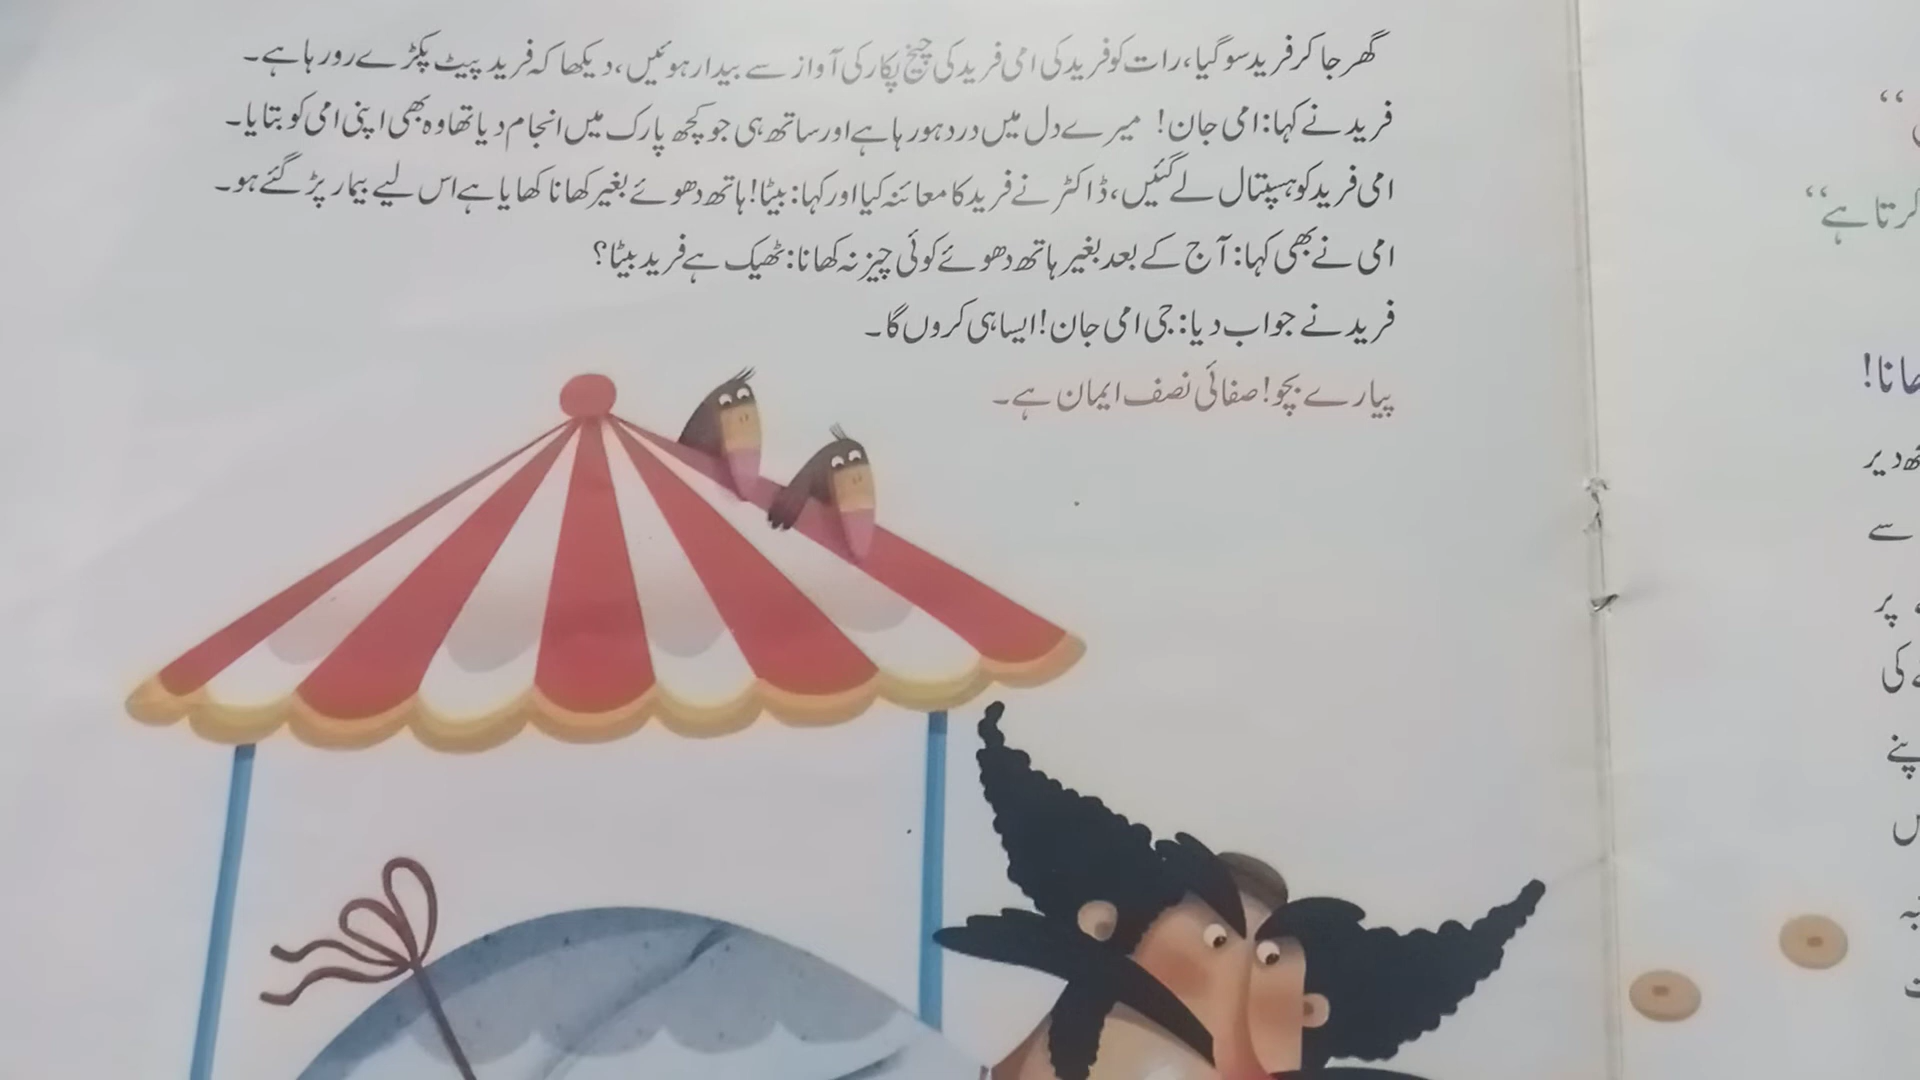 گھر جا کر فرید سو گیا، رات کو فرید کی امی فرید کی چیخ پکار کی آواز سے بیدار ہوئیں، دیکھا کہ فرید پیٹ پکڑے رو رہا ہے۔
فرید نے کہا: امی جان! میرے دل میں درد ہو رہا ہے اور ساتھ ہی جو کچھ پارک میں انجام دیا تھا وہ بھی اپنی امی کو بتایا۔
امی فرید کو ہسپتال لے گئیں، ڈاکٹر نے فرید کا معائنہ کیا اور کہا: بیٹا! ہاتھ دھوئے بغیر کھانا کھایا ہے اس لیے بیمار پڑ گئے ہو۔
امی نے بھی کہا: آج کے بعد بغیر ہاتھ دھوئے کوئی چیز نہ کھانا: ٹھیک ہے فرید بیٹا؟
فرید نے جواب دیا: جی امی جان! ایسا ہی کروں گا۔
پیارے بچو! صفائی نصف ایمان ہے۔
کرتا ہے“
دیر
سے
پر
کی